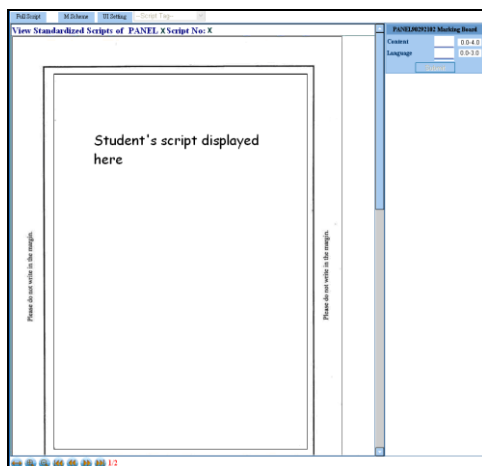 Full Script M.Scheme UI Setting --Script Tag--
View Standardized Scripts of PANEL X Script No: X
PANEL00292102 Marking Board
Content 0.0-4.0
Language 0.0-3.0
Student's script displayed
here
Please do not write in the margin.
Please do not write in the margin.
1/2